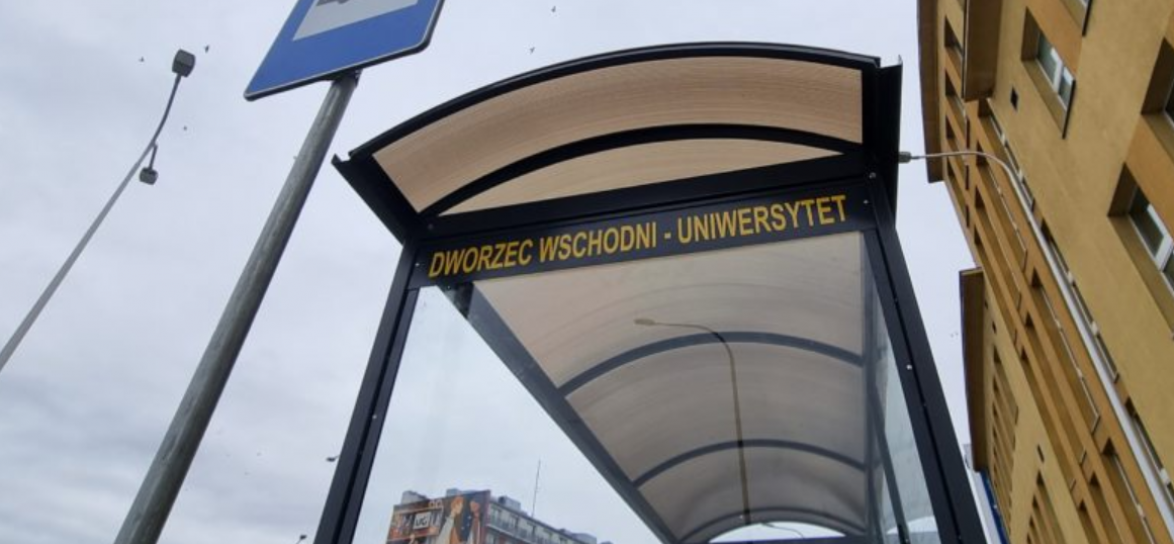 DWORZEC WSCHODNI - UNIWERSYTET